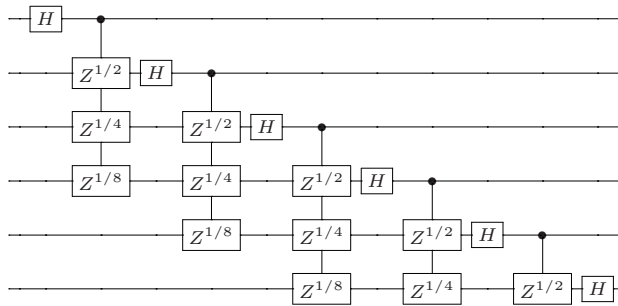 H
Z^{1/2} H
Z^{1/4} Z^{1/2} H
Z^{1/8} Z^{1/4} Z^{1/2} H
Z^{1/8} Z^{1/4} Z^{1/2} H
Z^{1/8} Z^{1/4} Z^{1/2} H